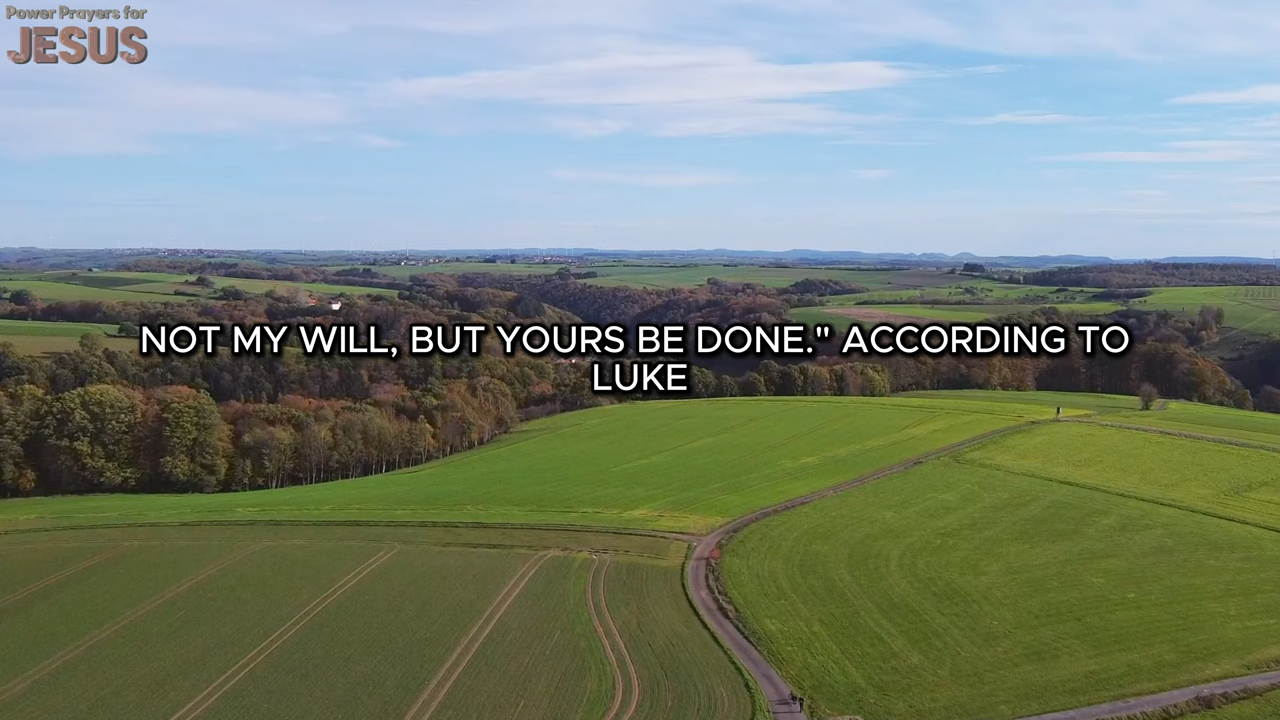 Power Prayers for
JESUS
NOT MY WILL, BUT YOURS BE DONE." ACCORDING TO
LUKE